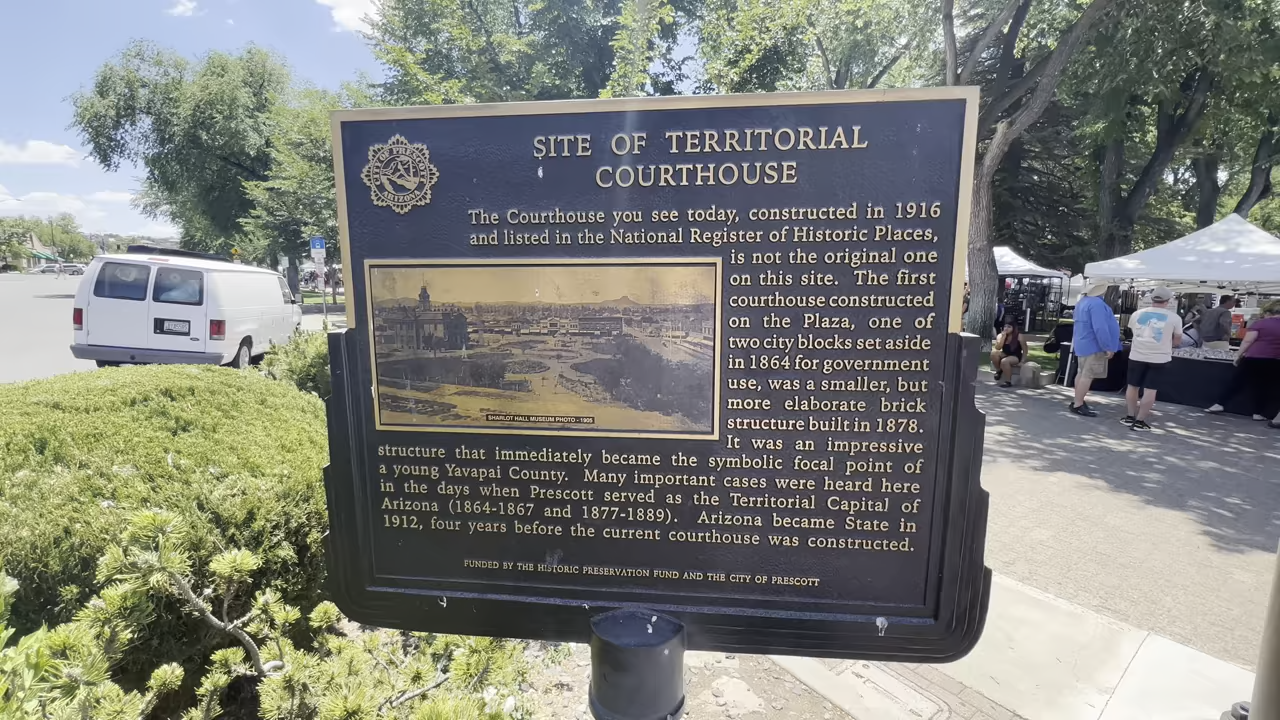 SITE OF TERRITORIAL
COURTHOUSE
CITY OF PRESCOTT
ARIZONA
The Courthouse you see today, constructed in 1916
and listed in the National Register of Historic Places,
is not the original one
on this site. The first
courthouse constructed
on the Plaza, one of
two city blocks set aside
in 1864 for government
use, was a smaller, but
more elaborate brick
structure built in 1878.
It was an impressive
SHARLOT HALL MUSEUM PHOTO - 1905
structure that immediately became the symbolic focal point of
a young Yavapai County. Many important cases were heard here
in the days when Prescott served as the Territorial Capital of
Arizona (1864-1867 and 1877-1889). Arizona became State in
1912, four years before the current courthouse was constructed.
FUNDED BY THE HISTORIC PRESERVATION FUND AND THE CITY OF PRESCOTT